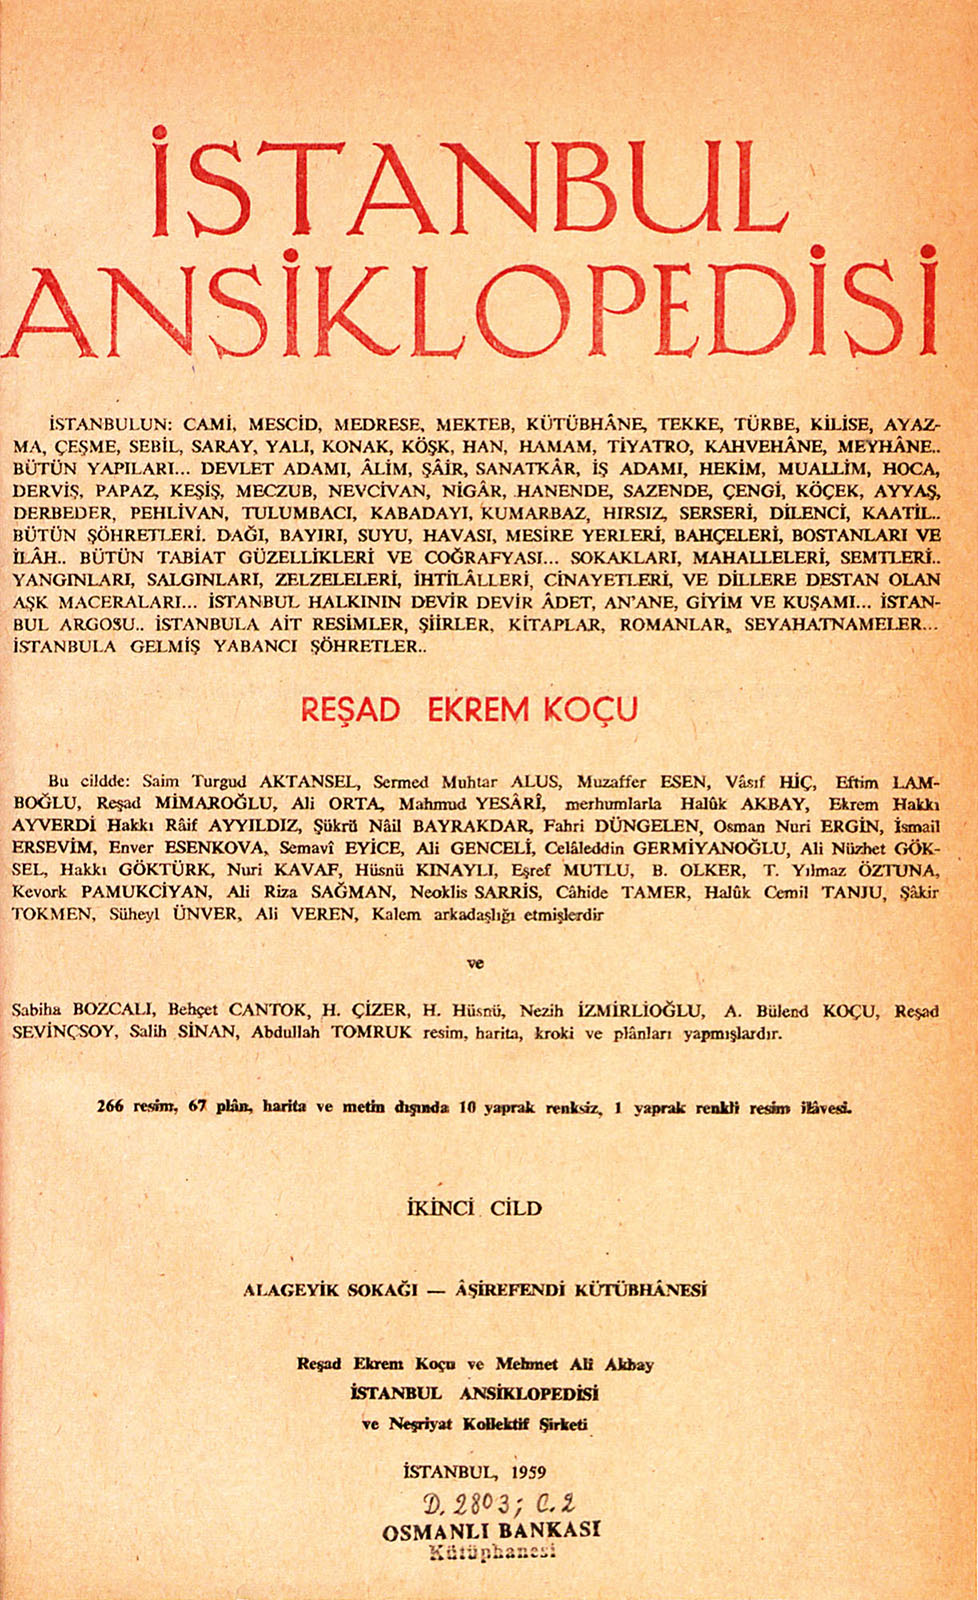 İSTANBUL
ANSİKLOPEDİSİ
İSTANBULUN: CAMİ, MESCİD, MEDRESE, MEKTEB, KÜTÜBHÂNE, TEKKE, TÜRBE, KİLİSE, AYAZ-
MA, ÇEŞME, SEBİL, SARAY, YALI, KONAK, KÖŞK, HAN, HAMAM, TİYATRO, KAHVEHÂNE, MEYHÂNE..
BÜTÜN YAPILARI... DEVLET ADAMI, ÂLİM, ŞÂİR, SANATKÂR, İŞ ADAMI, HEKİM, MUALLİM, HOCA,
DERVİŞ, PAPAZ, KEŞİŞ, MECZUB, NEVCİVAN, NİGÂR, HANENDE, SAZENDE, ÇENGİ, KÖÇEK, AYYAŞ,
DERBEDER, PEHLİVAN, TULUMBACI, KABADAYI, KUMARBAZ, HIRSIZ, SERSERİ, DİLENCİ, KAATİL..
BÜTÜN ŞÖHRETLERİ. DAĞI, BAYIRI, SUYU, HAVASI, MESİRE YERLERİ, BAHÇELERİ, BOSTANLARI VE
İLÂH.. BÜTÜN TABİAT GÜZELLİKLERİ VE COĞRAFYASI... SOKAKLARI, MAHALLELERİ, SEMTLERİ..
YANGINLARI, SALGINLARI, ZELZELELERİ, İHTİLÂLLERİ, CİNAYETLERİ, VE DİLLERE DESTAN OLAN
AŞK MACERALARI... İSTANBUL HALKININ DEVİR DEVİR ÂDET, AN'ANE, GİYİM VE KUŞAMI... İSTAN-
BUL ARGOSU.. İSTANBULA AİT RESİMLER, ŞİİRLER, KİTAPLAR, ROMANLAR, SEYAHATNAMELER...
İSTANBULA GELMİŞ YABANCI ŞÖHRETLER..
REŞAD EKREM KOÇU
Bu cildde: Saim Turgud AKTANSEL, Sermed Muhtar ALUS, Muzaffer ESEN, Vâsıf HİÇ, Eftim LAM-
BOĞLU, Reşad MİMAROĞLU, Ali ORTA, Mahmud YESÂRÎ, merhumlarla Halûk AKBAY, Ekrem Hakkı
AYVERDİ Hakkı Râif AYYILDIZ, Şükrü Nâil BAYRAKDAR, Fahri DÜNGELEN, Osman Nuri ERGİN, İsmail
ERSEVİM, Enver ESENKOVA, Semavî EYİCE, Ali GENCELİ, Celâleddin GERMİYANOĞLU, Ali Nüzhet GÖK-
SEL, Hakkı GÖKTÜRK, Nuri KAVAF, Hüsnü KINAYLI, Eşref MUTLU, B. OLKER, T. Yılmaz ÖZTUNA,
Kevork PAMUKCİYAN, Ali Riza SAĞMAN, Neoklis SARRİS, Câhide TAMER, Halûk Cemil TANJU, Şâkir
TOKMEN, Süheyl ÜNVER, Ali VEREN, Kalem arkadaşlığı etmişlerdir
ve
Sabiha BOZCALI, Behçet CANTOK, H. ÇİZER, H. Hüsnü, Nezih İZMİRLİOĞLU, A. Bülend KOÇU, Reşad
SEVİNÇSOY, Salih SİNAN, Abdullah TOMRUK resim, harita, kroki ve plânları yapmışlardır.
266 resim, 67 plân, harita ve metin dışında 10 yaprak renksiz, 1 yaprak renkli resim ilâvesi.
İKİNCİ CİLD
ALAGEYİK SOKAĞI — ÂŞİREFENDİ KÜTÜBHÂNESİ
Reşad Ekrem Koçu ve Mehmet Ali Akbay
İSTANBUL ANSİKLOPEDİSİ
ve Neşriyat Kollektif Şirketi
İSTANBUL, 1959
D. 2803; C. 2
OSMANLI BANKASI
Kütüphanesi